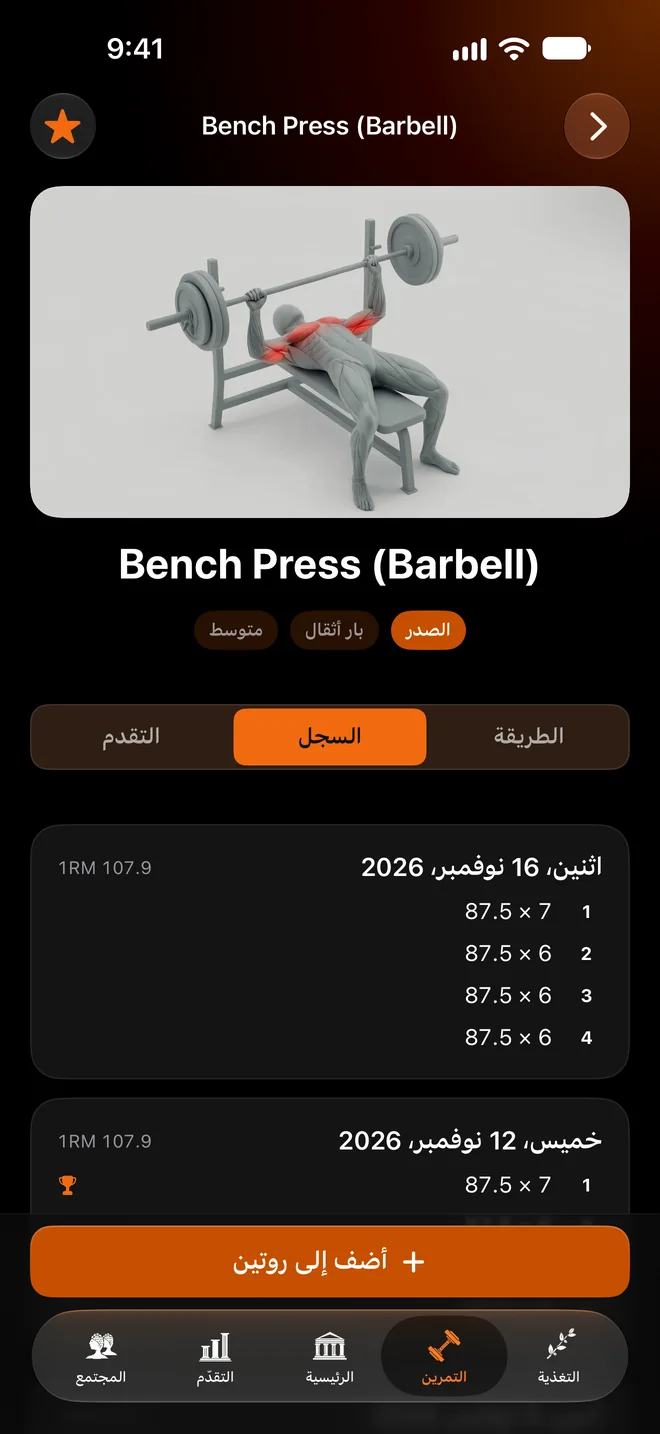 9:41
Bench Press (Barbell)
Bench Press (Barbell)
الصدر
بار أثقال
متوسط
الطريقة
السجل
التقدم
اثنين، 16 نوفمبر، 2026
1RM 107.9
1 87.5 × 7
2 87.5 × 6
3 87.5 × 6
4 87.5 × 6
خميس، 12 نوفمبر، 2026
1RM 107.9
1 87.5 × 7
+ أضف إلى روتين
التغذية
التمرين
الرئيسية
التقدّم
المجتمع